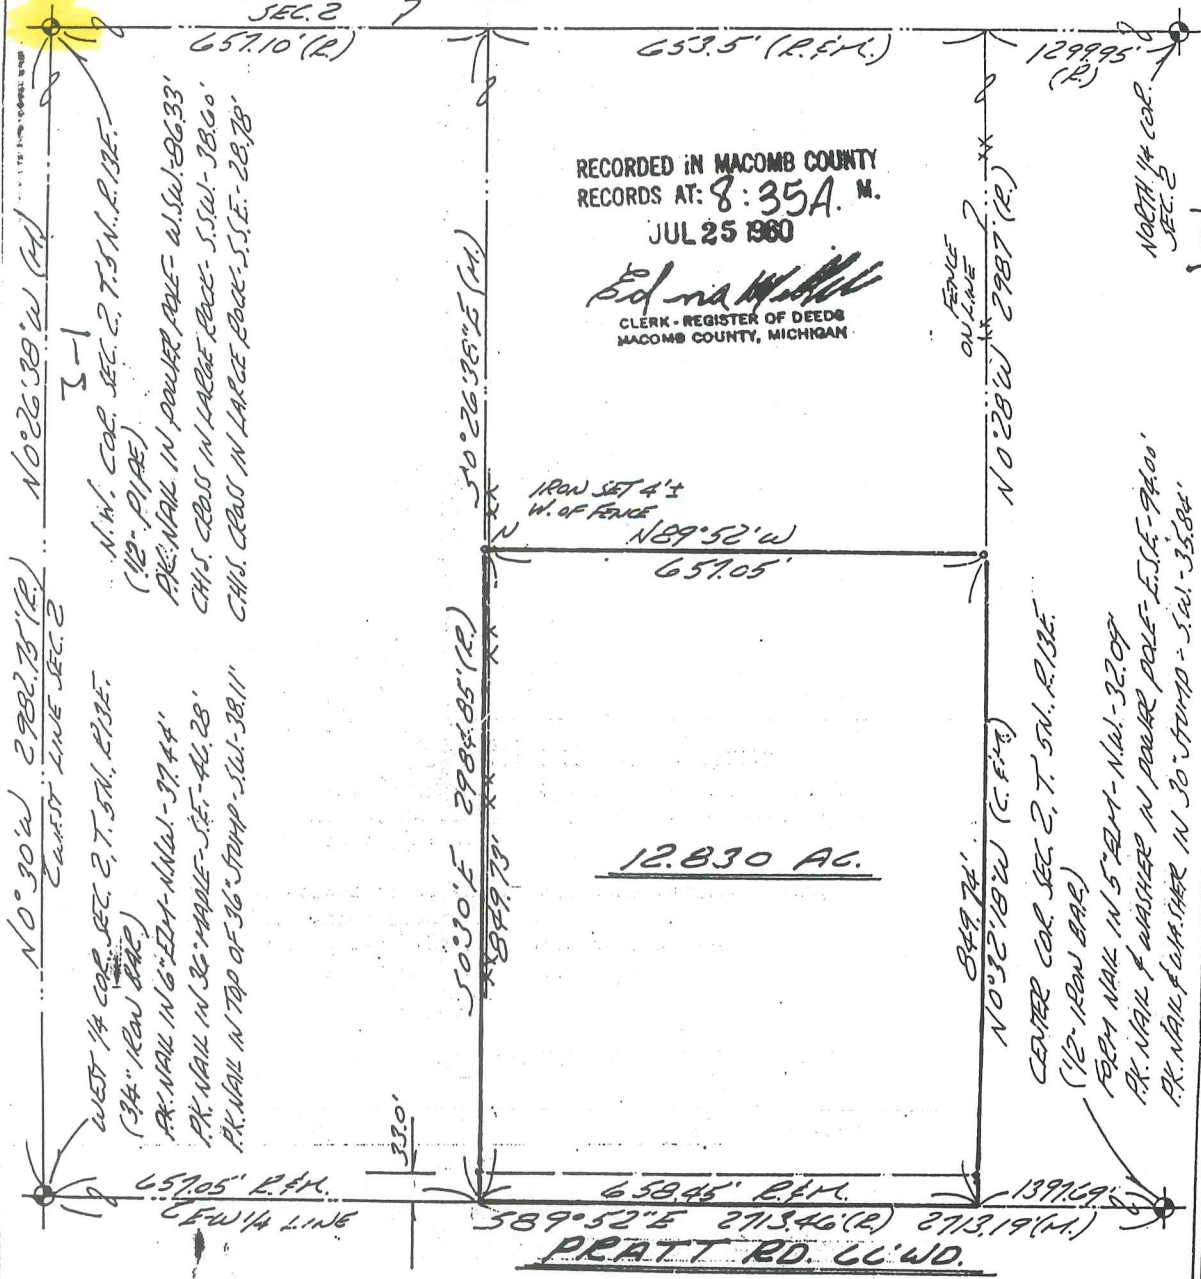 SEC. 2
657.10' (R.)
653.5' (R.&M.)
1299.95'
(R.)
NORTH 1/4 COR.
SEC. 2
RECORDED IN MACOMB COUNTY
RECORDS AT: 8:35A. M.
JUL 25 1980
Edna
CLERK - REGISTER OF DEEDS
MACOMB COUNTY, MICHIGAN
N0°26'38"W (M)
N0°30'W 2982.75' (R.)
WEST LINE SEC. 2
3-1
N.W. COR. SEC. 2, T.5N., R.13E.
(1/2" PIPE)
P.K. NAIL IN POWER POLE - W.S.W. - 86.33'
CHIS. CROSS IN LARGE ROCK - S.S.W. - 38.60'
CHIS. CROSS IN LARGE ROCK - S.S.E. - 28.78'
S0°26'36"E (M.)
S0°30'E 2984.85' (R.)
849.73'
FENCE
ON LINE
N0°28'W 2987' (R.)
IRON SET 4'±
W. OF FENCE
N89°52'W
657.05'
WEST 1/4 COR. SEC. 2, T. 5N., R.13E.
(3/4" IRON BAR)
P.K. NAIL IN 6" ELM - N.N.W. - 37.44'
P.K. NAIL IN 36" MAPLE - S.E. - 46.28'
P.K. NAIL IN TOP OF 36" STUMP - S.W. - 38.11'
12.830 AC.
849.74'
N0°32'18"W (C.&M.)
CENTER COR. SEC. 2, T. 5N., R.13E.
(1/2" IRON BAR)
FORM NAIL IN 5" ELM - N.W. - 32.09'
P.K. NAIL & WASHER IN POWER POLE - E.S.E. - 94.00'
P.K. NAIL & WASHER IN 30" STUMP - S.W. - 35.84'
33.0'
657.05' R.&M.
658.45' R.&M.
1397.69'
E-W 1/4 LINE
S89°52"E 2713.46' (R.) 2713.19' (M.)
PRATT RD. 66' WD.